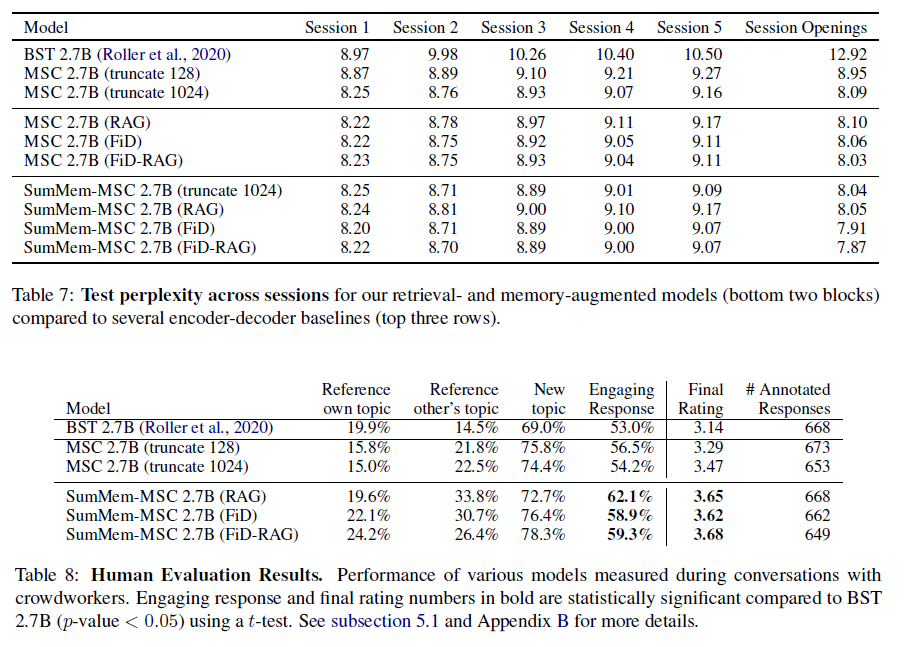 Model Session 1 Session 2 Session 3 Session 4 Session 5 Session Openings
BST 2.7B (Roller et al., 2020) 8.97 9.98 10.26 10.40 10.50 12.92
MSC 2.7B (truncate 128) 8.87 8.89 9.10 9.21 9.27 8.95
MSC 2.7B (truncate 1024) 8.25 8.76 8.93 9.07 9.16 8.09
MSC 2.7B (RAG) 8.22 8.78 8.97 9.11 9.17 8.10
MSC 2.7B (FiD) 8.22 8.75 8.92 9.05 9.11 8.06
MSC 2.7B (FiD-RAG) 8.23 8.75 8.93 9.04 9.11 8.03
SumMem-MSC 2.7B (truncate 1024) 8.25 8.71 8.89 9.01 9.09 8.04
SumMem-MSC 2.7B (RAG) 8.24 8.81 9.00 9.10 9.17 8.05
SumMem-MSC 2.7B (FiD) 8.20 8.71 8.89 9.00 9.07 7.91
SumMem-MSC 2.7B (FiD-RAG) 8.22 8.70 8.89 9.00 9.07 7.87
Table 7: Test perplexity across sessions for our retrieval- and memory-augmented models (bottom two blocks)
compared to several encoder-decoder baselines (top three rows).
Reference Reference New Engaging Final # Annotated
Model own topic other's topic topic Response Rating Responses
BST 2.7B (Roller et al., 2020) 19.9% 14.5% 69.0% 53.0% 3.14 668
MSC 2.7B (truncate 128) 15.8% 21.8% 75.8% 56.5% 3.29 673
MSC 2.7B (truncate 1024) 15.0% 22.5% 74.4% 54.2% 3.47 653
SumMem-MSC 2.7B (RAG) 19.6% 33.8% 72.7% 62.1% 3.65 668
SumMem-MSC 2.7B (FiD) 22.1% 30.7% 76.4% 58.9% 3.62 662
SumMem-MSC 2.7B (FiD-RAG) 24.2% 26.4% 78.3% 59.3% 3.68 649
Table 8: Human Evaluation Results. Performance of various models measured during conversations with
crowdworkers. Engaging response and final rating numbers in bold are statistically significant compared to BST
2.7B (p-value < 0.05) using a t-test. See subsection 5.1 and Appendix B for more details.